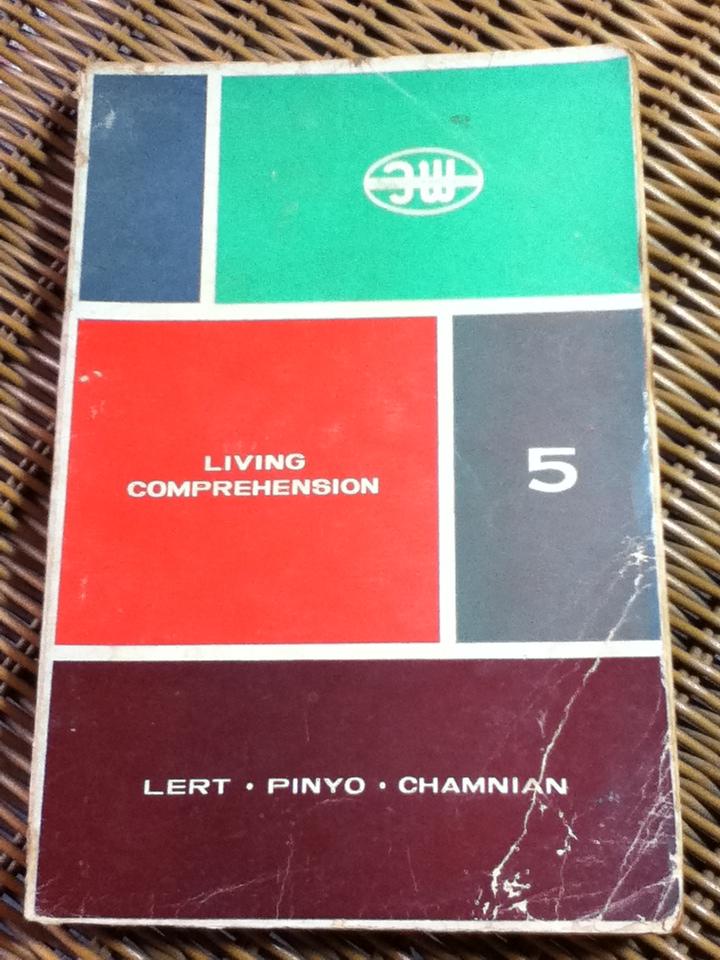 LIVING
COMPREHENSION
5
LERT • PINYO • CHAMNIAN